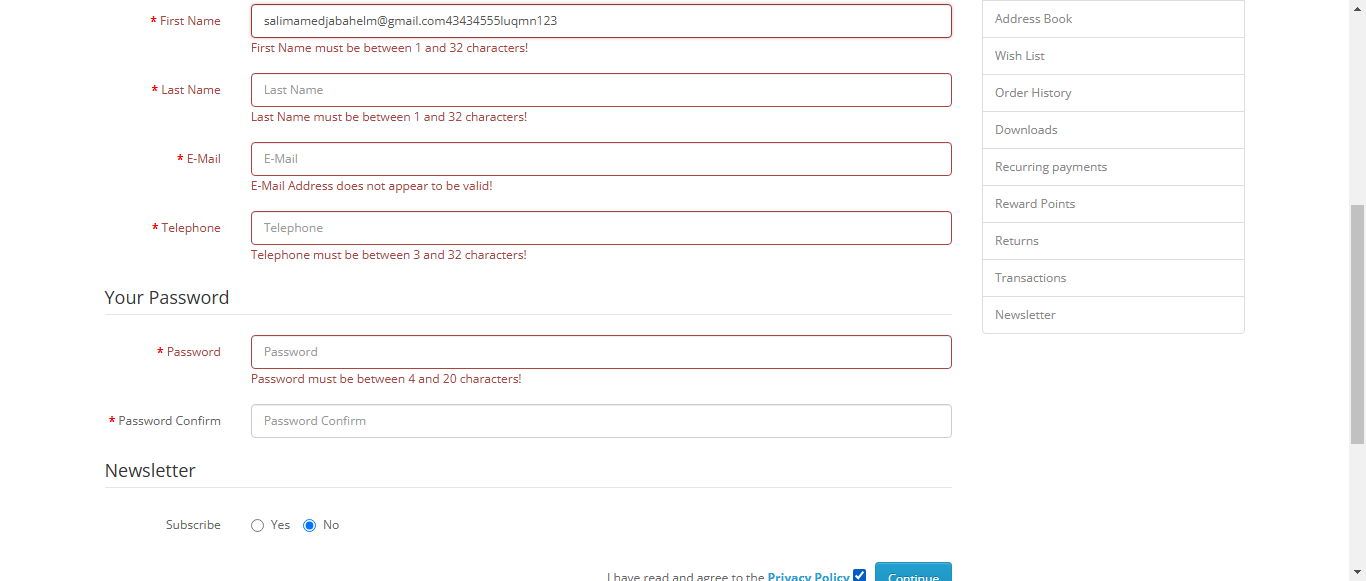 * First Name salimamedjabahelm@gmail.com43434555luqmn123
First Name must be between 1 and 32 characters!
* Last Name Last Name
Last Name must be between 1 and 32 characters!
* E-Mail E-Mail
E-Mail Address does not appear to be valid!
* Telephone Telephone
Telephone must be between 3 and 32 characters!
Your Password
* Password Password
Password must be between 4 and 20 characters!
* Password Confirm Password Confirm
Newsletter
Subscribe Yes No
I have read and agree to the Privacy Policy Continue
Address Book
Wish List
Order History
Downloads
Recurring payments
Reward Points
Returns
Transactions
Newsletter